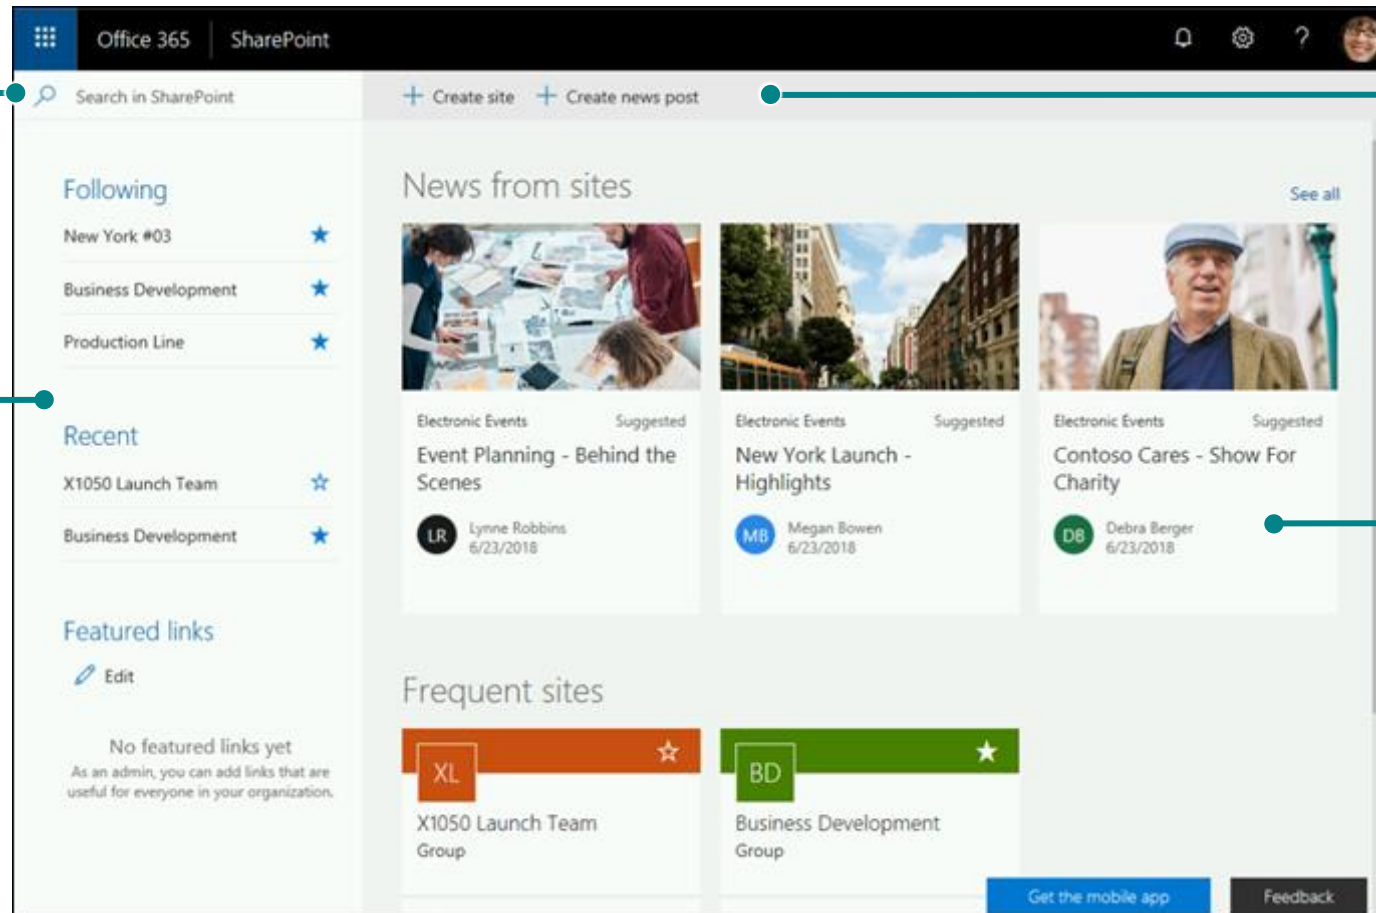 Office 365 SharePoint ?
Search in SharePoint
+ Create site + Create news post
Following
New York #03
Business Development
Production Line
Recent
X1050 Launch Team
Business Development
Featured links
Edit
No featured links yet
As an admin, you can add links that are
useful for everyone in your organization.
News from sites
See all
Electronic Events Suggested
Event Planning - Behind the
Scenes
LR Lynne Robbins
6/23/2018
Electronic Events Suggested
New York Launch -
Highlights
MB Megan Bowen
6/23/2018
Electronic Events Suggested
Contoso Cares - Show For
Charity
DB Debra Berger
6/23/2018
Frequent sites
XL
X1050 Launch Team
Group
BD
Business Development
Group
Get the mobile app
Feedback